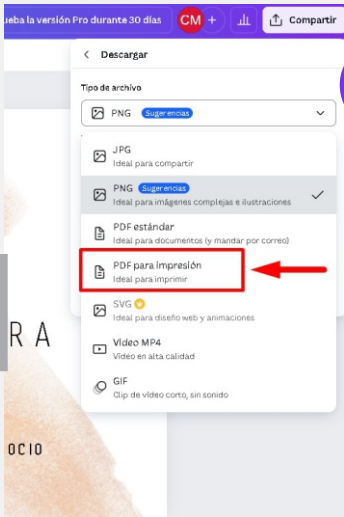 ueba la versión Pro durante 30 días
CM
+
Compartir
Descargar
Tipo de archivo
PNG Sugerencias
JPG
Ideal para compartir
PNG Sugerencias
Ideal para imágenes complejas e ilustraciones
PDF estándar
Ideal para documentos (y mandar por correo)
PDF para impresión
Ideal para imprimir
SVG
Ideal para diseño web y animaciones
Vídeo MP4
Vídeo en alta calidad
GIF
Clip de vídeo corto, sin sonido
RA
OCIO